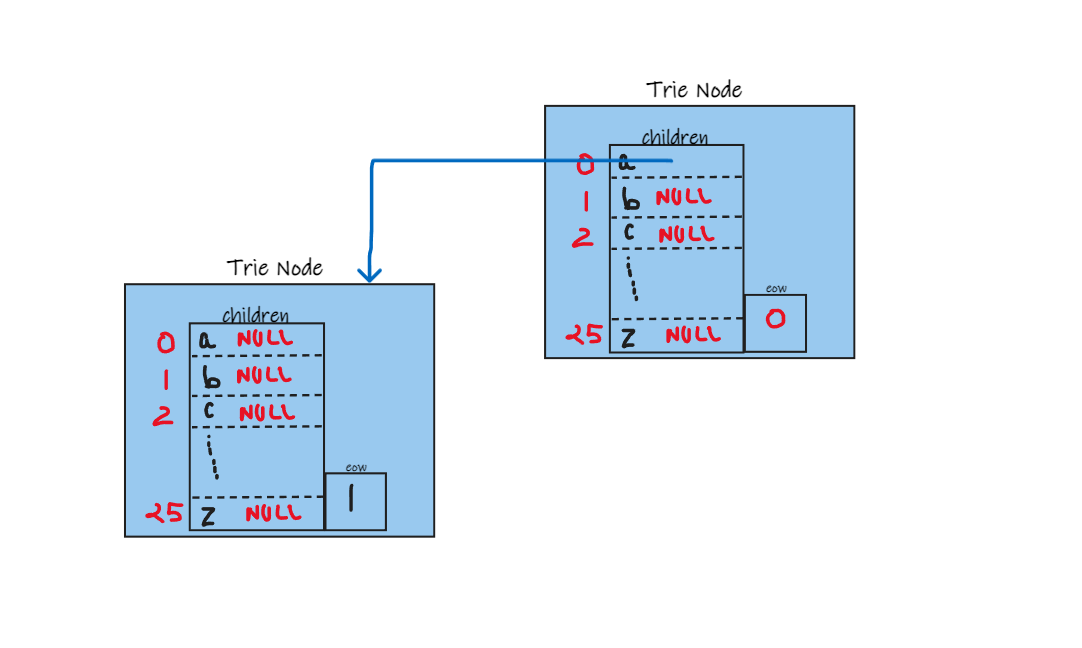 Trie Node
children
0 a
1 b NULL
2 c NULL
eow
0
25 z NULL
Trie Node
children
0 a NULL
1 b NULL
2 c NULL
eow
1
25 z NULL